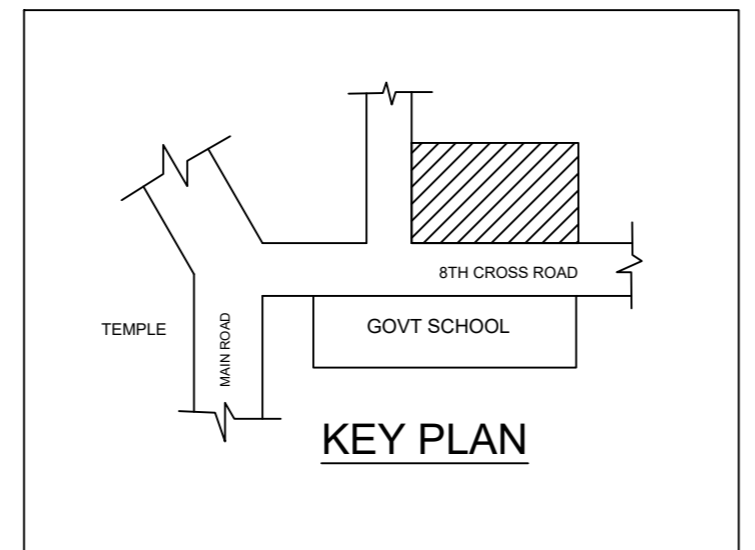 8TH CROSS ROAD
TEMPLE
MAIN ROAD
GOVT SCHOOL
KEY PLAN